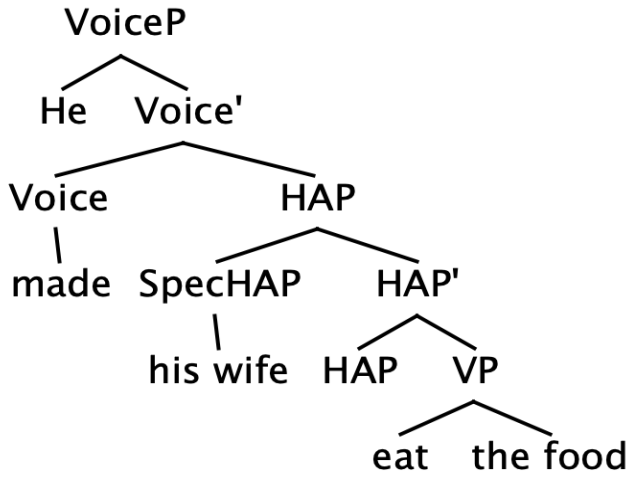 VoiceP
He Voice'
Voice HAP
made SpecHAP HAP'
his wife HAP VP
eat the food